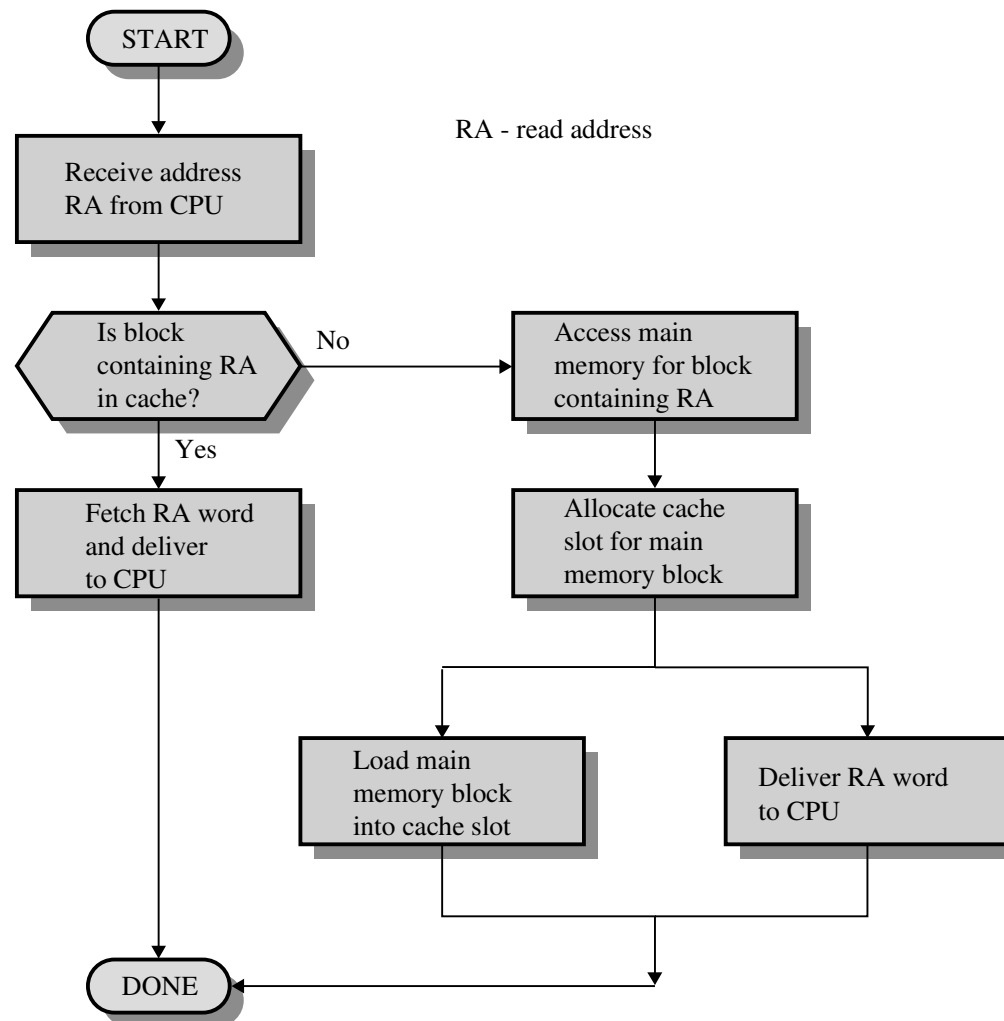 START
RA - read address
Receive address
RA from CPU
Is block
containing RA
in cache?
No
Yes
Access main
memory for block
containing RA
Fetch RA word
and deliver
to CPU
Allocate cache
slot for main
memory block
Load main
memory block
into cache slot
Deliver RA word
to CPU
DONE